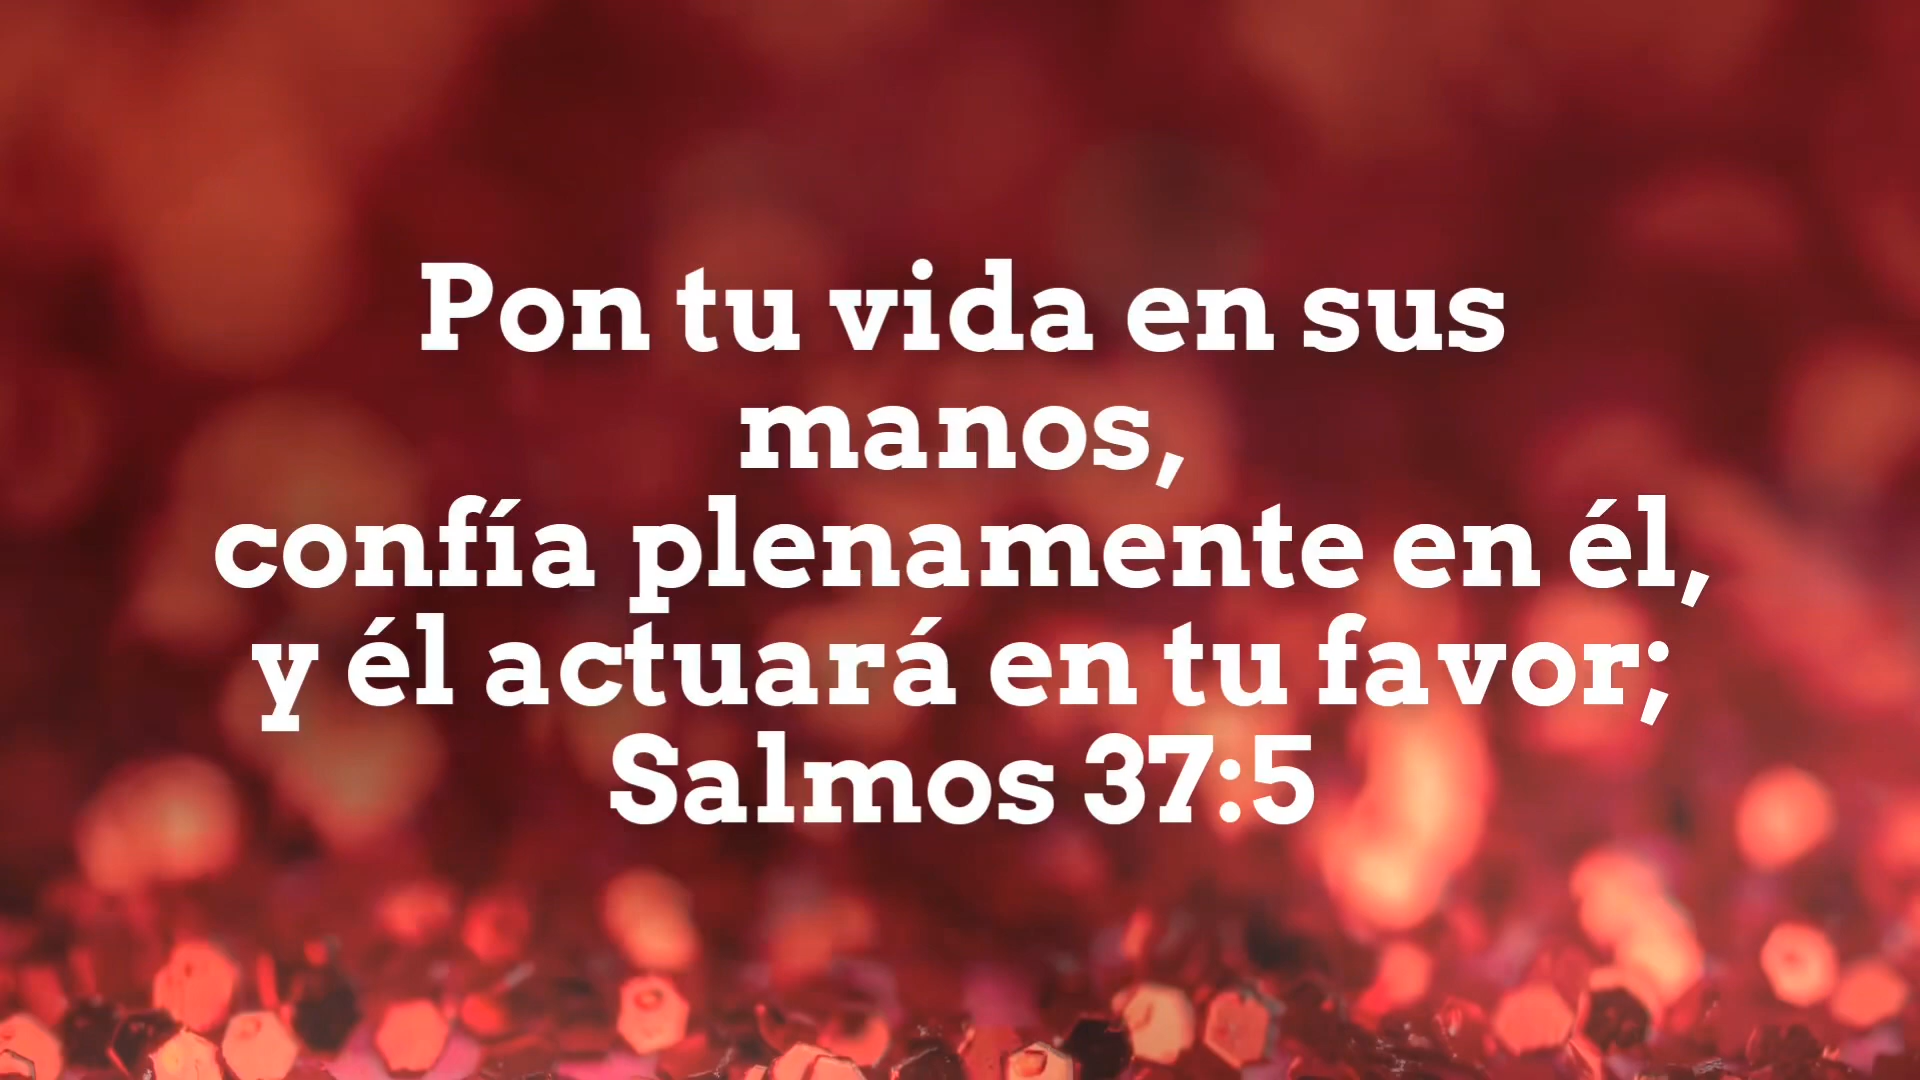 Pon tu vida en sus
manos,
confía plenamente en él,
y él actuará en tu favor;
Salmos 37:5